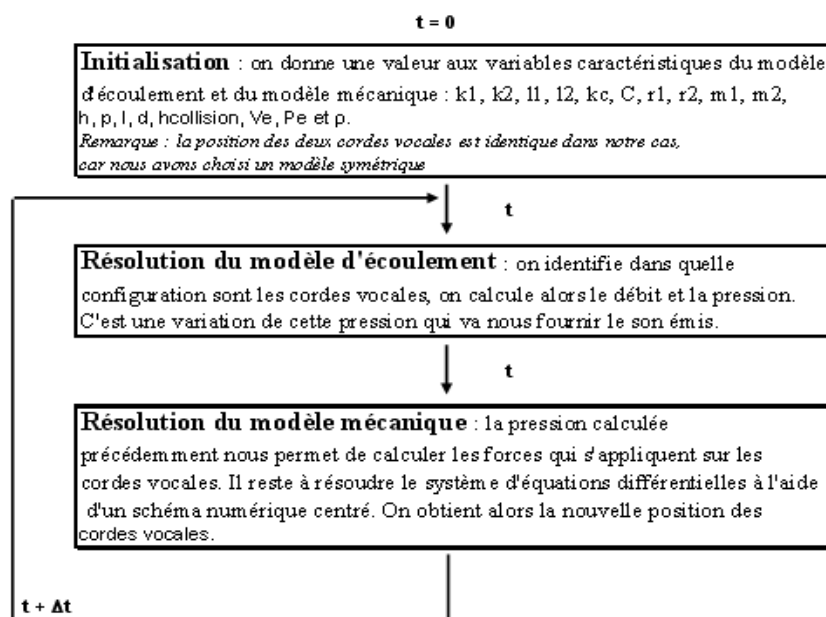 t = 0
Initialisation : on donne une valeur aux variables caractéristiques du modèle
d'écoulement et du modèle mécanique : k1, k2, l1, l2, kc, C, r1, r2, m1, m2,
h, p, l, d, hcollision, Ve, Pe et ρ.
Remarque : la position des deux cordes vocales est identique dans notre cas,
car nous avons choisi un modèle symétrique
t
Résolution du modèle d'écoulement : on identifie dans quelle
configuration sont les cordes vocales, on calcule alors le débit et la pression.
C'est une variation de cette pression qui va nous fournir le son émis.
t
Résolution du modèle mécanique : la pression calculée
précédemment nous permet de calculer les forces qui s'appliquent sur les
cordes vocales. Il reste à résoudre le système d'équations différentielles à l'aide
d'un schéma numérique centré. On obtient alors la nouvelle position des
cordes vocales.
t + Δt